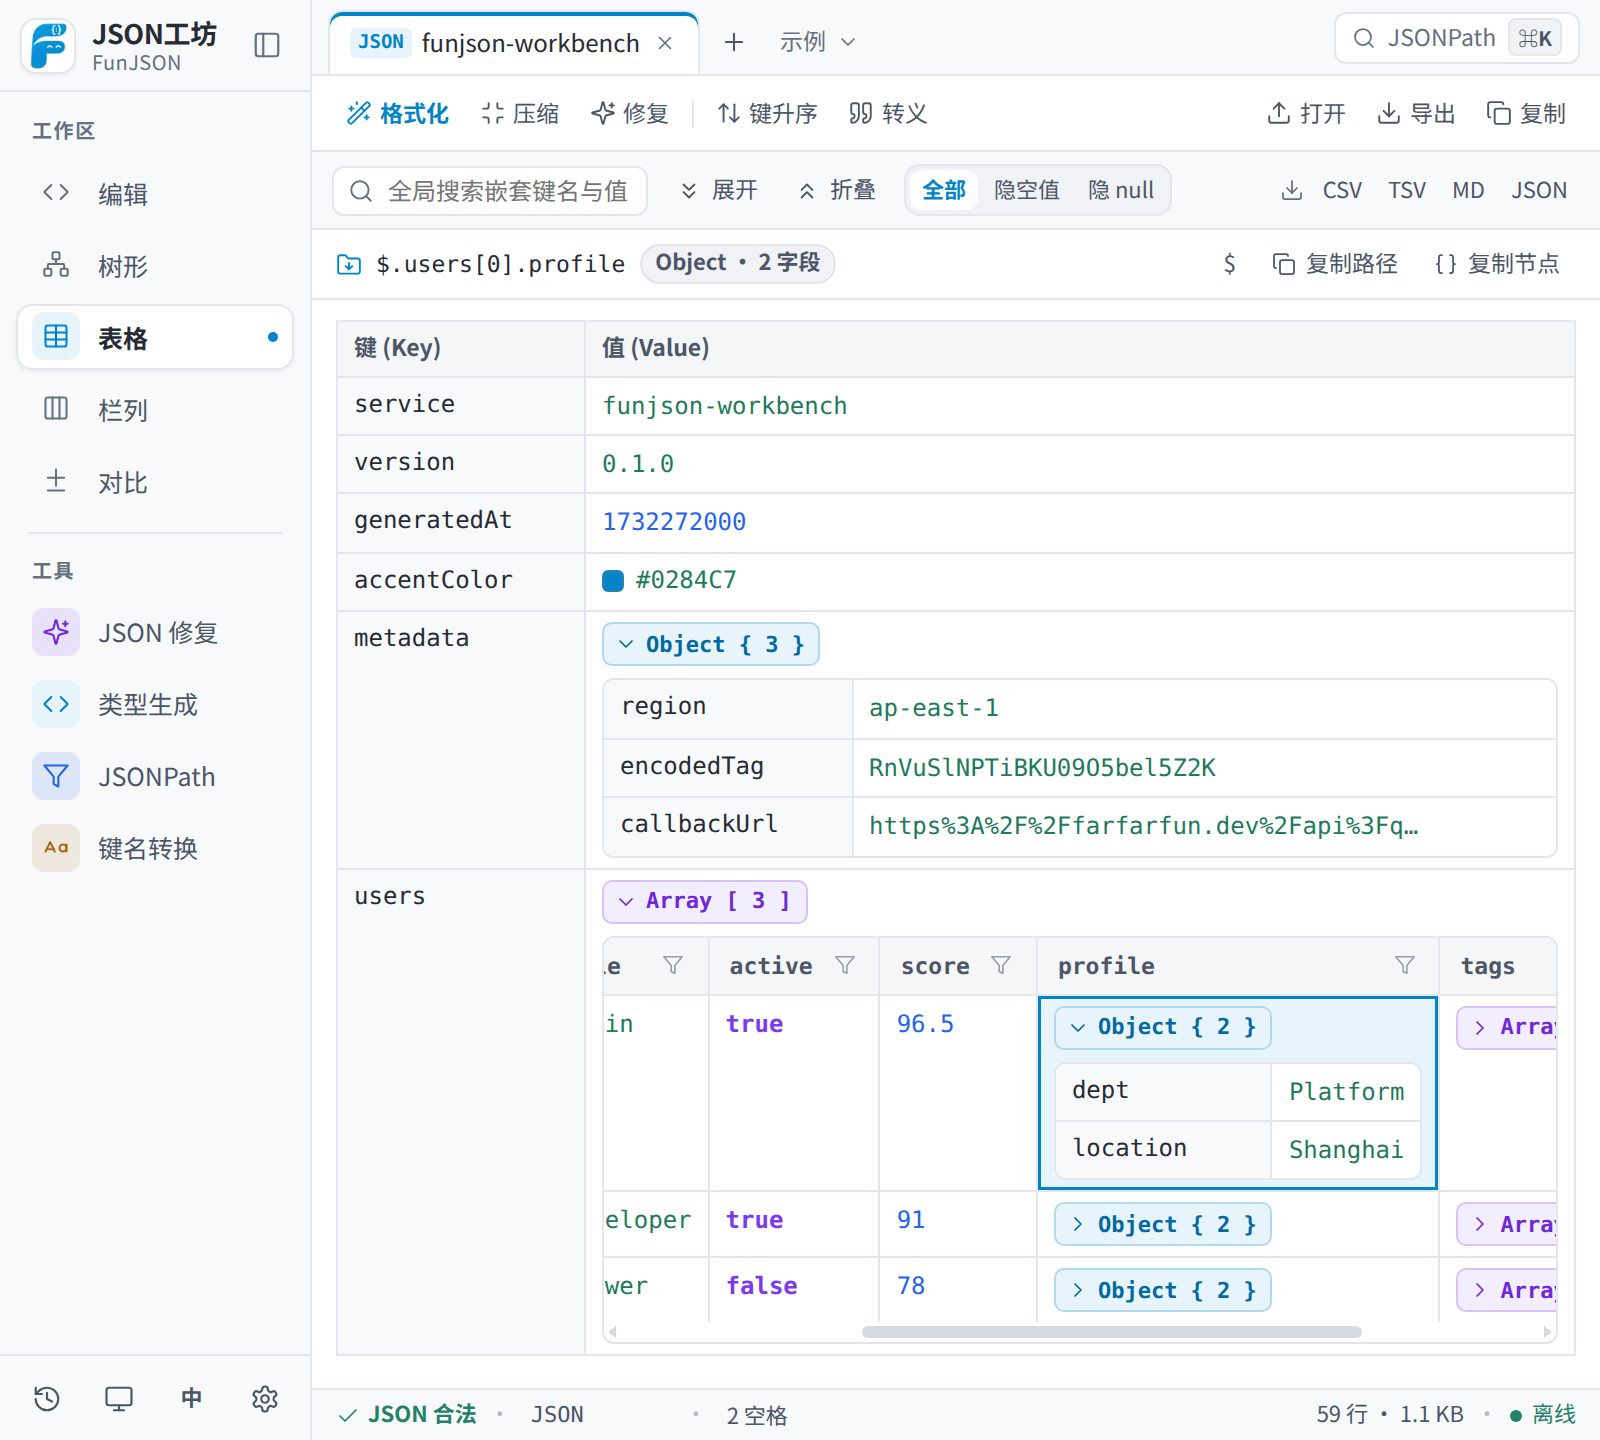 JSON工坊
FunJSON
JSON funjson-workbench
示例
JSONPath ⌘K
工作区
编辑
树形
表格
栏列
对比
工具
JSON 修复
类型生成
JSONPath
Aa 键名转换
中
格式化 压缩 修复 键升序 转义 打开 导出 复制
全局搜索嵌套键名与值 展开 折叠 全部 隐空值 隐 null CSV TSV MD JSON
$.users[0].profile Object • 2 字段 $ 复制路径 {} 复制节点
键 (Key) 值 (Value)
service funjson-workbench
version 0.1.0
generatedAt 1732272000
accentColor #0284C7
metadata Object { 3 }
region ap-east-1
encodedTag RnVuSlNPTiBKU09O5bel5Z2K
callbackUrl https%3A%2F%2Ffarfarfun.dev%2Fapi%3Fq…
users Array [ 3 ]
le active score profile tags
in true 96.5 Object { 2 } Array
dept Platform
location Shanghai
eloper true 91 Object { 2 } Array
wer false 78 Object { 2 } Array
JSON 合法 • JSON • 2 空格 59 行 • 1.1 KB • 离线